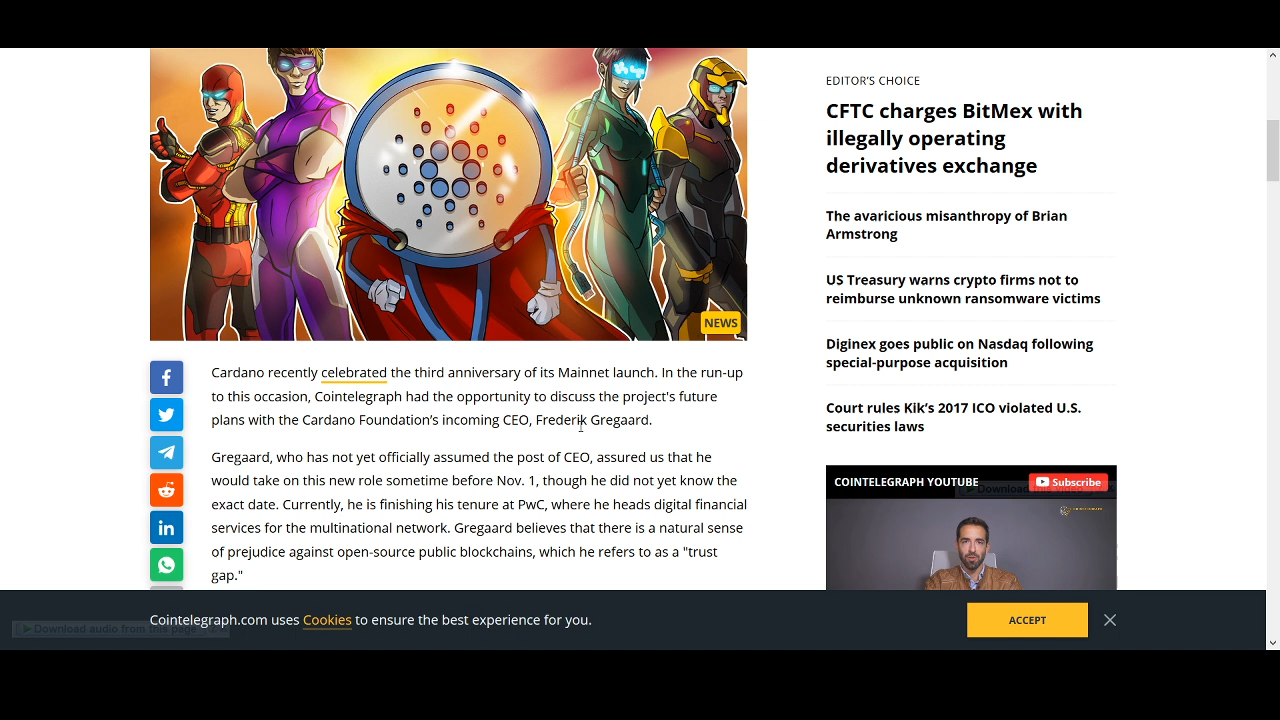 NEWS
Cardano recently celebrated the third anniversary of its Mainnet launch. In the run-up
to this occasion, Cointelegraph had the opportunity to discuss the project's future
plans with the Cardano Foundation’s incoming CEO, Frederik Gregaard.
Gregaard, who has not yet officially assumed the post of CEO, assured us that he
would take on this new role sometime before Nov. 1, though he did not yet know the
exact date. Currently, he is finishing his tenure at PwC, where he heads digital financial
services for the multinational network. Gregaard believes that there is a natural sense
of prejudice against open-source public blockchains, which he refers to as a "trust
gap."
EDITOR’S CHOICE
CFTC charges BitMex with
illegally operating
derivatives exchange
The avaricious misanthropy of Brian
Armstrong
US Treasury warns crypto firms not to
reimburse unknown ransomware victims
Diginex goes public on Nasdaq following
special-purpose acquisition
Court rules Kik’s 2017 ICO violated U.S.
securities laws
COINTELEGRAPH YOUTUBE
Subscribe
Download this video
Cointelegraph.com uses Cookies to ensure the best experience for you.
ACCEPT
Download audio from this page